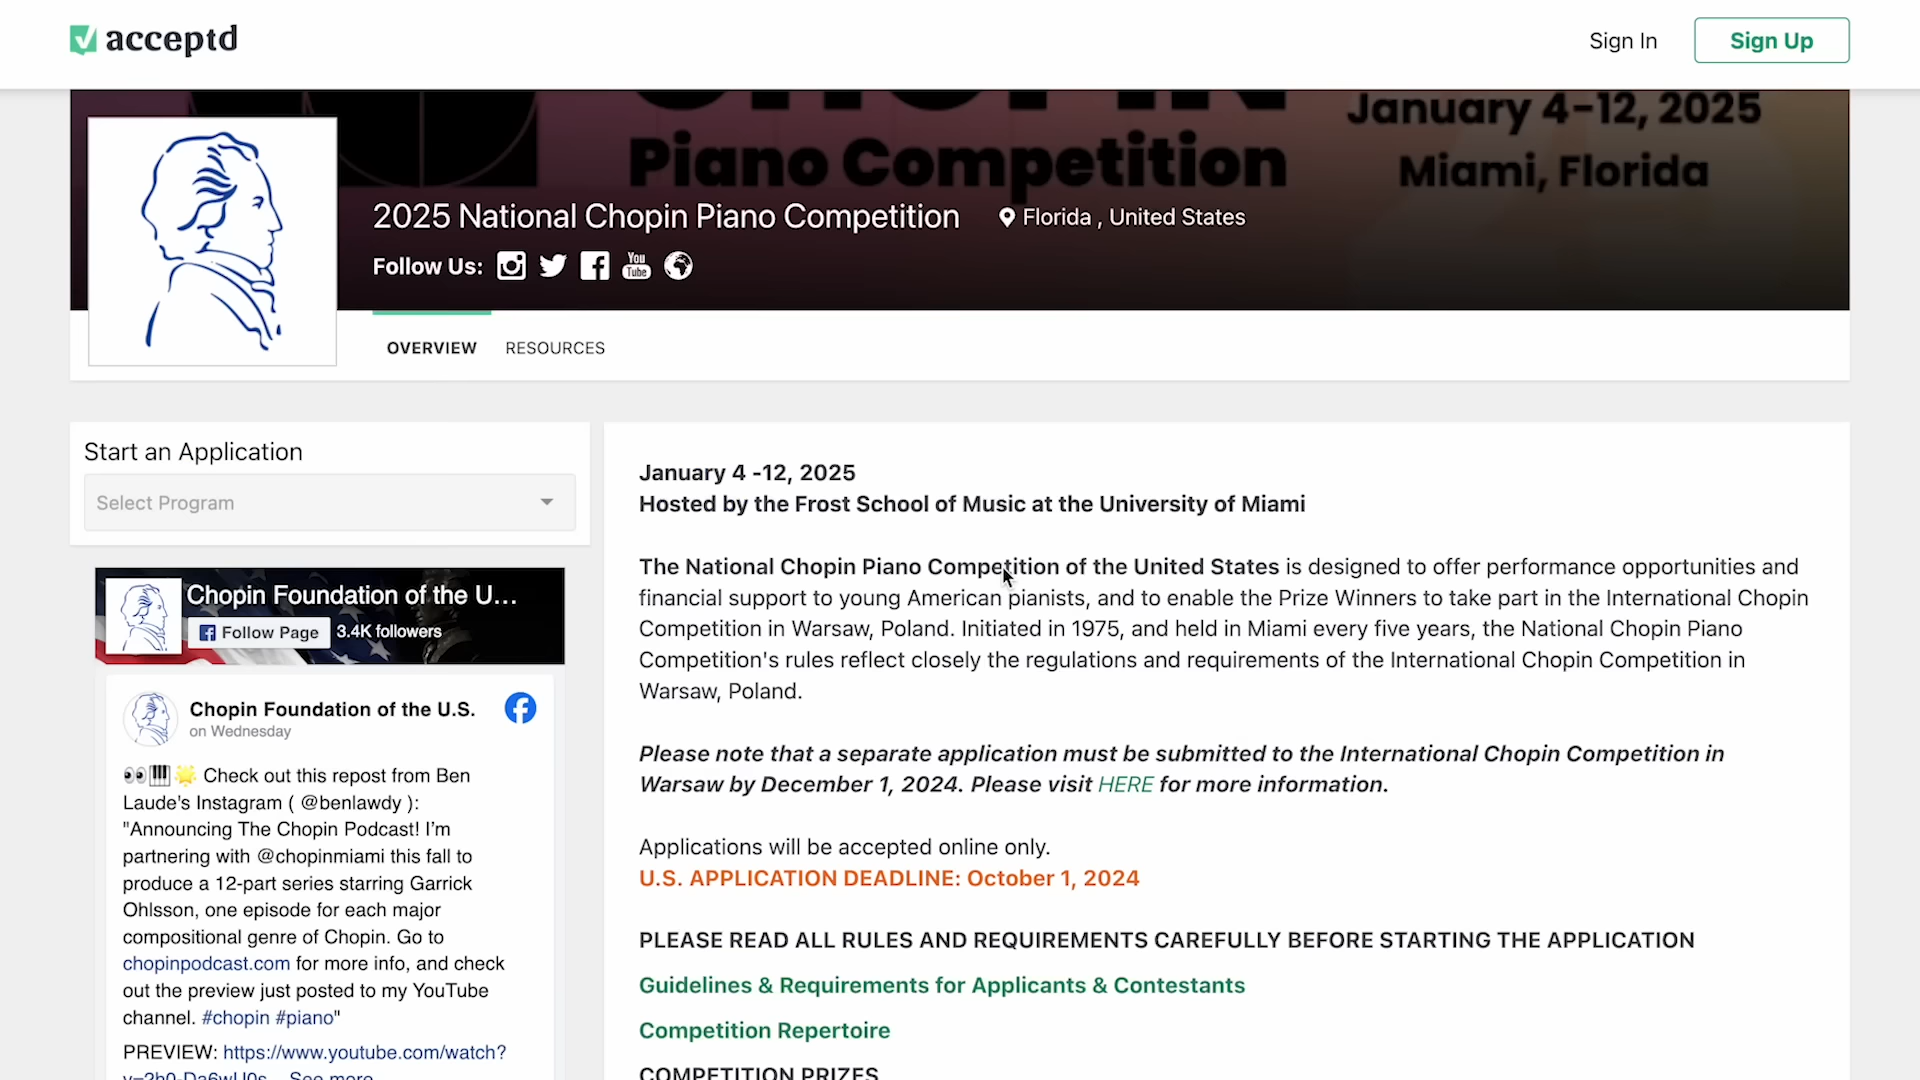 acceptd
Sign In
Sign Up
CHOPIN
January 4-12, 2025
Piano Competition
Miami, Florida
2025 National Chopin Piano Competition
Florida , United States
Follow Us:
You
Tube
OVERVIEW
RESOURCES
Start an Application
Select Program
Chopin Foundation of the U...
Follow Page
3.4K followers
Chopin Foundation of the U.S.
on Wednesday
👀🎹🌟 Check out this repost from Ben
Laude's Instagram ( @benlawdy ):
"Announcing The Chopin Podcast! I’m
partnering with @chopinmiami this fall to
produce a 12-part series starring Garrick
Ohlsson, one episode for each major
compositional genre of Chopin. Go to
chopinpodcast.com for more info, and check
out the preview just posted to my YouTube
channel. #chopin #piano"
PREVIEW: https://www.youtube.com/watch?
See more
January 4 -12, 2025
Hosted by the Frost School of Music at the University of Miami
The National Chopin Piano Competition of the United States is designed to offer performance opportunities and
financial support to young American pianists, and to enable the Prize Winners to take part in the International Chopin
Competition in Warsaw, Poland. Initiated in 1975, and held in Miami every five years, the National Chopin Piano
Competition's rules reflect closely the regulations and requirements of the International Chopin Competition in
Warsaw, Poland.
Please note that a separate application must be submitted to the International Chopin Competition in
Warsaw by December 1, 2024. Please visit HERE for more information.
Applications will be accepted online only.
U.S. APPLICATION DEADLINE: October 1, 2024
PLEASE READ ALL RULES AND REQUIREMENTS CAREFULLY BEFORE STARTING THE APPLICATION
Guidelines & Requirements for Applicants & Contestants
Competition Repertoire
COMPETITION PRIZES